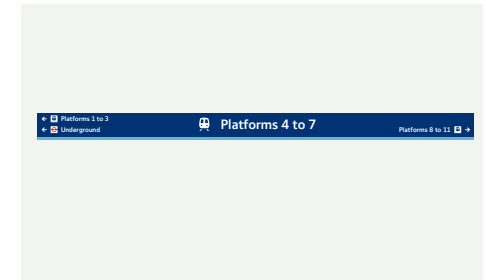 Platforms 1 to 3
Underground
Platforms 4 to 7
Platforms 8 to 11